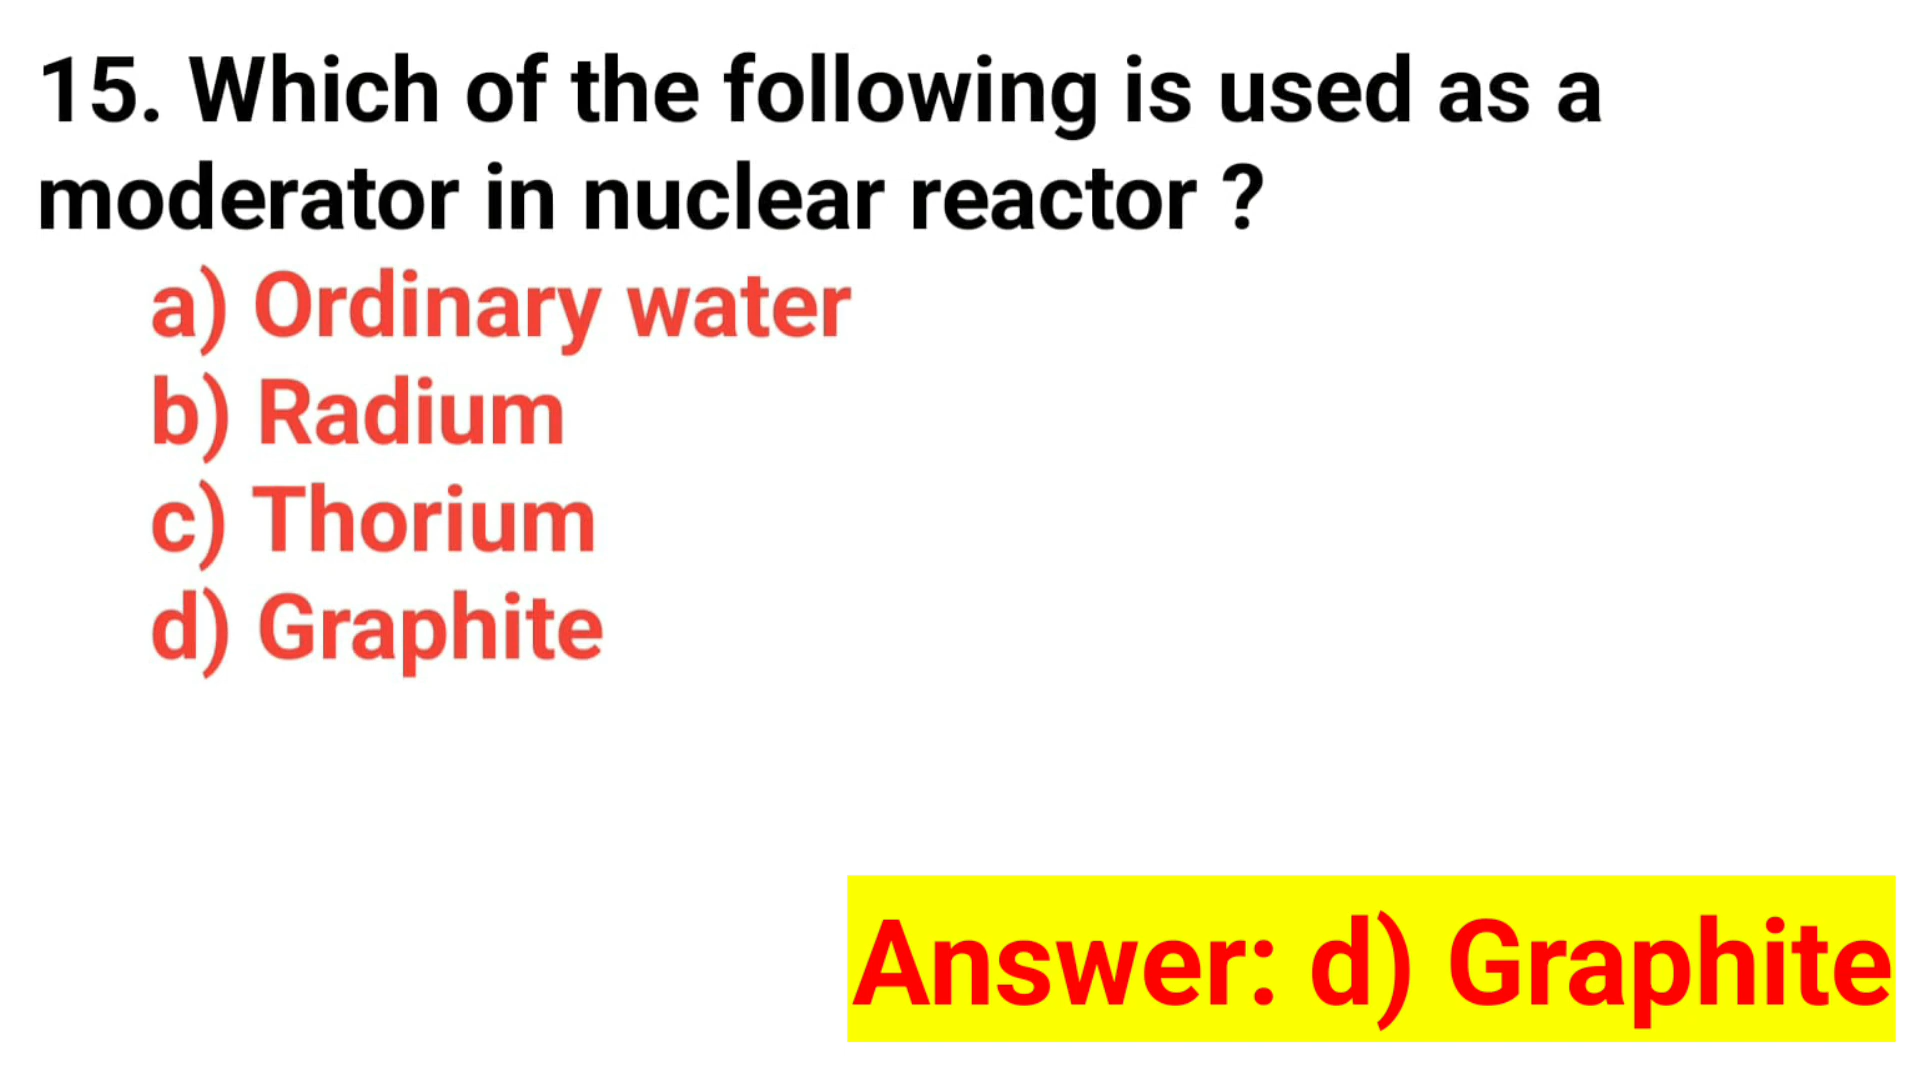 15. Which of the following is used as a
moderator in nuclear reactor ?
a) Ordinary water
b) Radium
c) Thorium
d) Graphite
Answer: d) Graphite